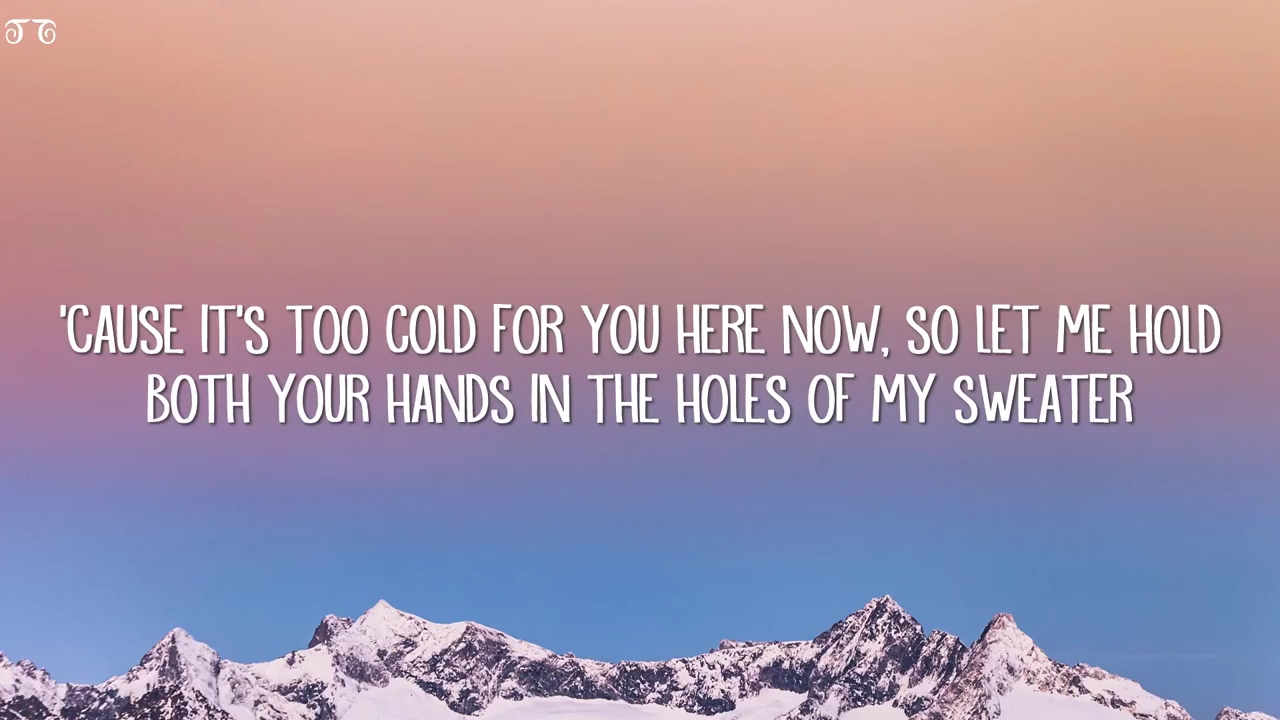 'CAUSE IT'S TOO COLD FOR YOU HERE NOW, SO LET ME HOLD
BOTH YOUR HANDS IN THE HOLES OF MY SWEATER